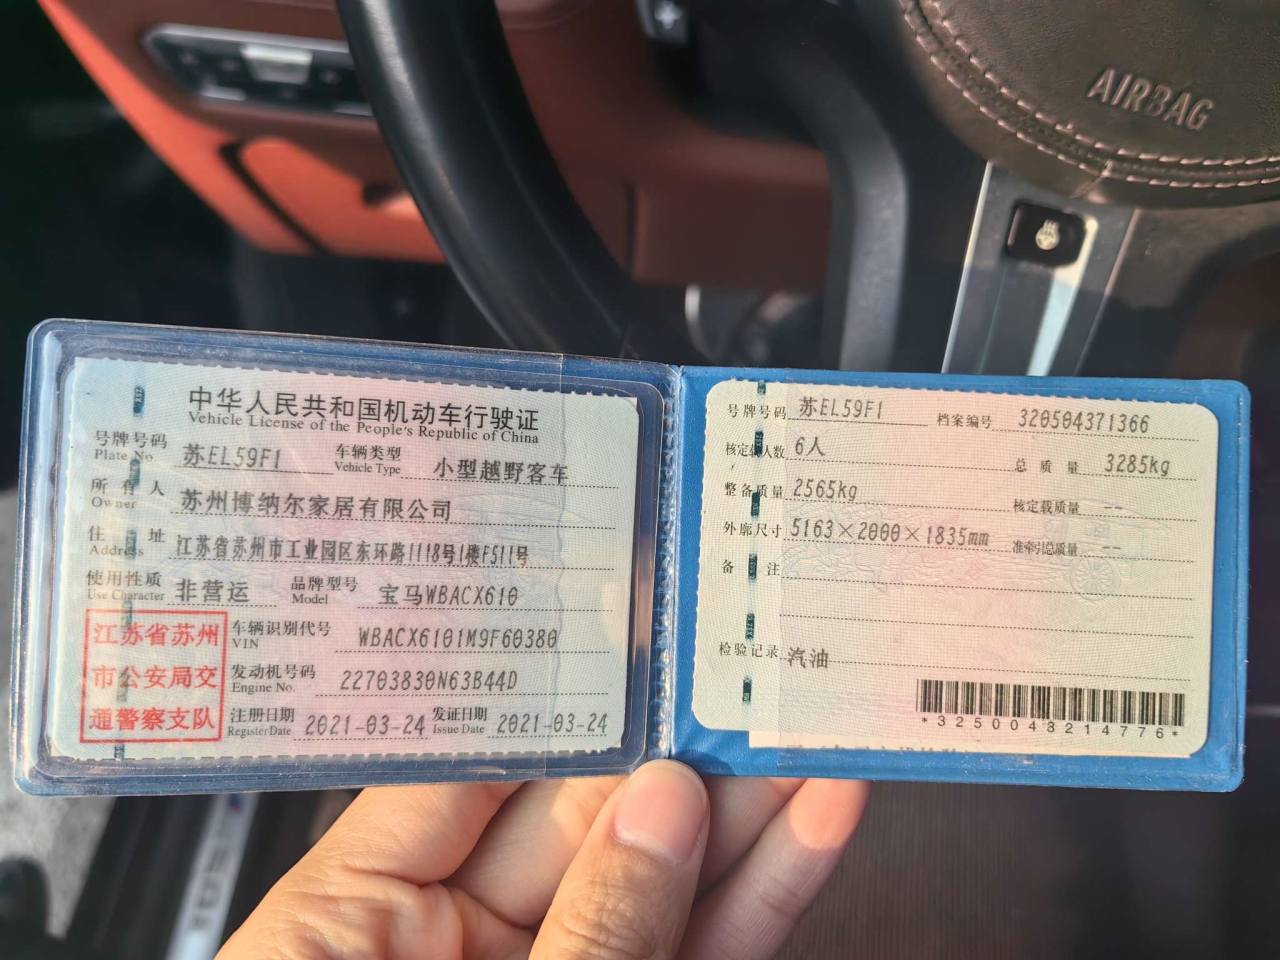 AIRBAG
中华人民共和国机动车行驶证
Vehicle License of the People's Republic of China
号牌号码 苏EL59F1 车辆类型 小型越野客车
Plate No. Vehicle Type
所有人 苏州博纳尔家居有限公司
Owner
住址 江苏省苏州市工业园区东环路1118号1楼F511号
Address
使用性质 非营运 品牌型号 宝马WBACX610
Use Character Model
江苏省苏州
市公安局交
通警察支队
车辆识别代号 WBACX6101M9F60380
VIN
发动机号码 22703830N63B44D
Engine No.
注册日期 2021-03-24 发证日期 2021-03-24
Register Date Issue Date
号牌号码 苏EL59F1 档案编号 320504371366
核定载人数 6人 总质量 3285kg
整备质量 2565kg 核定载质量 --
外廓尺寸 5163×2000×1835mm 准牵引总质量 --
备注
检验记录 汽油
*3250043214776*